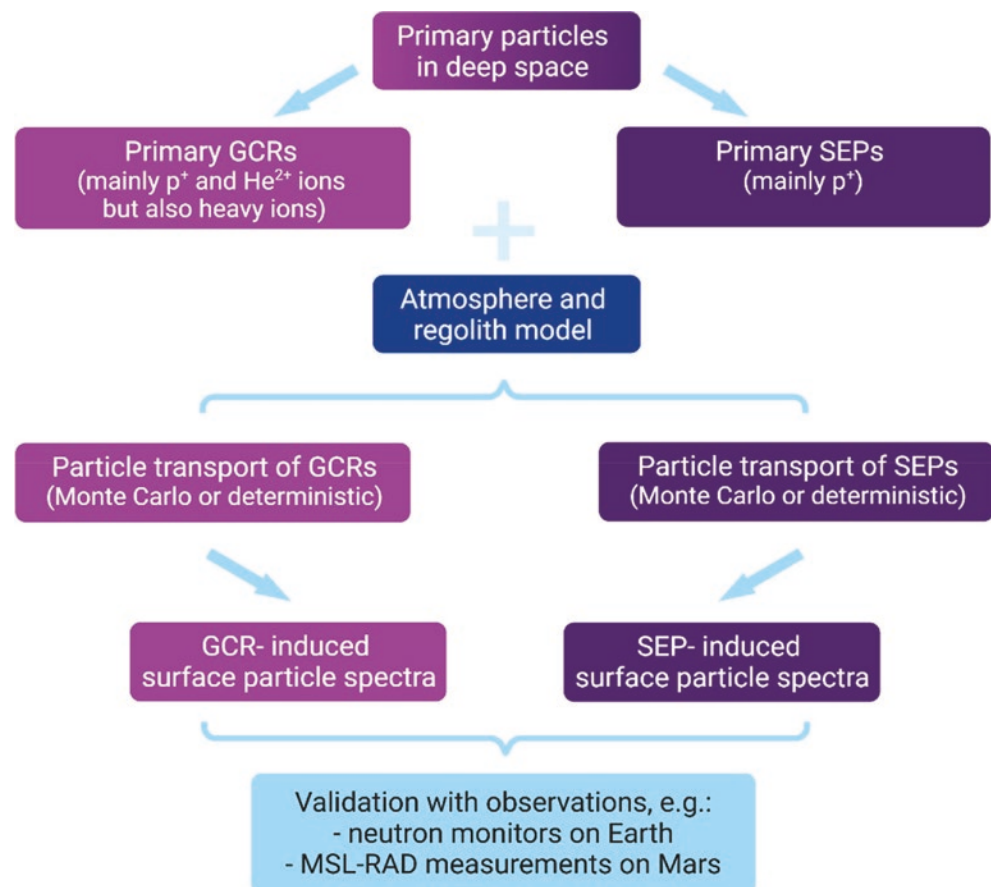 Primary particles
in deep space
Primary GCRs
(mainly p⁺ and He²⁺ ions
but also heavy ions)
Primary SEPs
(mainly p⁺)
+
Atmosphere and
regolith model
Particle transport of GCRs
(Monte Carlo or deterministic)
Particle transport of SEPs
(Monte Carlo or deterministic)
GCR- induced
surface particle spectra
SEP- induced
surface particle spectra
Validation with observations, e.g.:
- neutron monitors on Earth
- MSL-RAD measurements on Mars